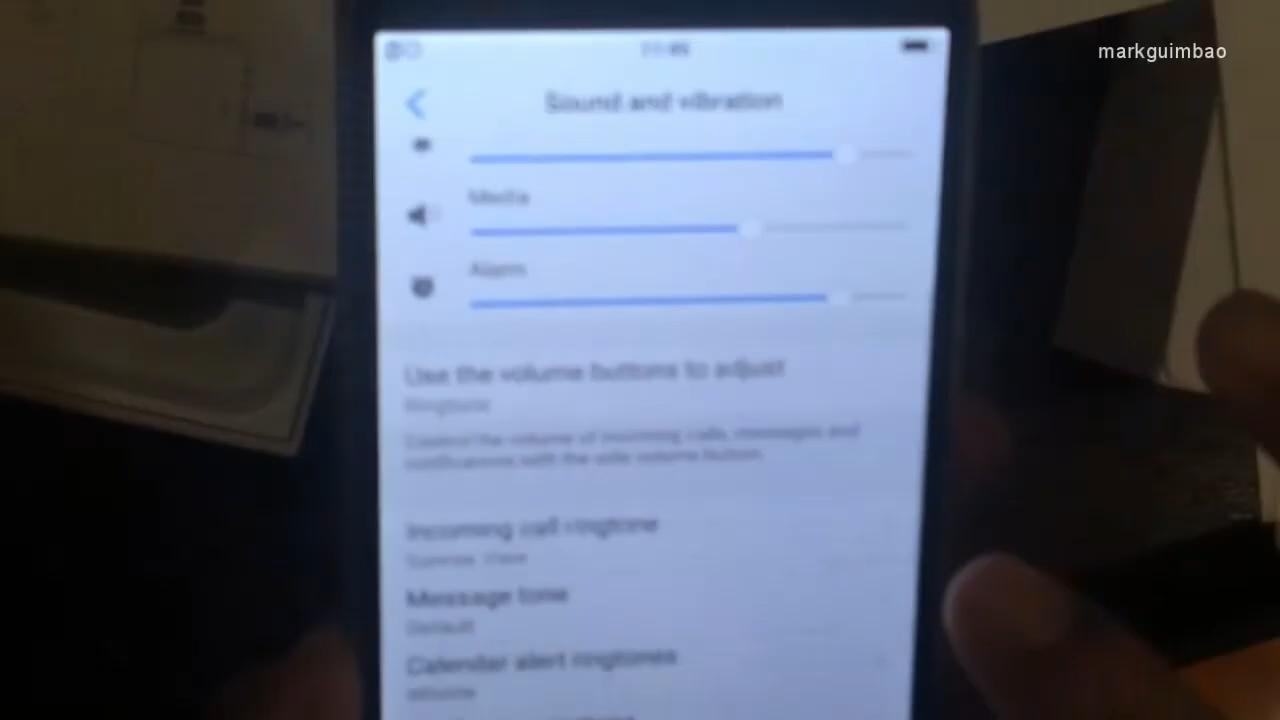 markguimbao
Sound and vibration
Media
Alarm
Use the volume buttons to adjust
Ringtone
Control the volume of incoming calls, messages and
notifications with the side volume button.
Incoming call ringtone
Message tone
Default
Calendar alert ringtones